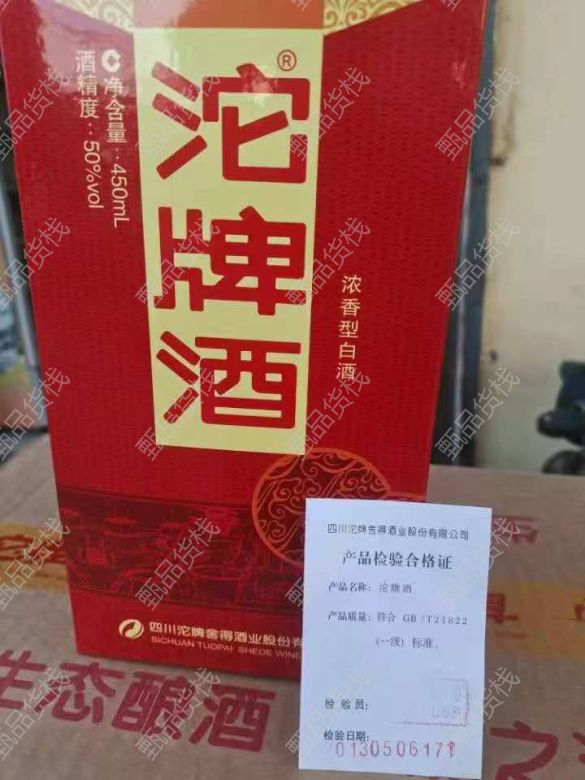 沱牌酒®
净含量:450mL
酒精度:50%vol
浓香型白酒
四川沱牌舍得酒业股份有
SICHUAN TUOPAI SHEDE WINE
生态酿酒
四川沱牌舍得酒业股份有限公司
产品检验合格证
产品名称: 沱牌酒
产品质量: 符合 GB/T21822
(一级) 标准。
检 验 员:
检验日期:
2013050617
甄品货栈